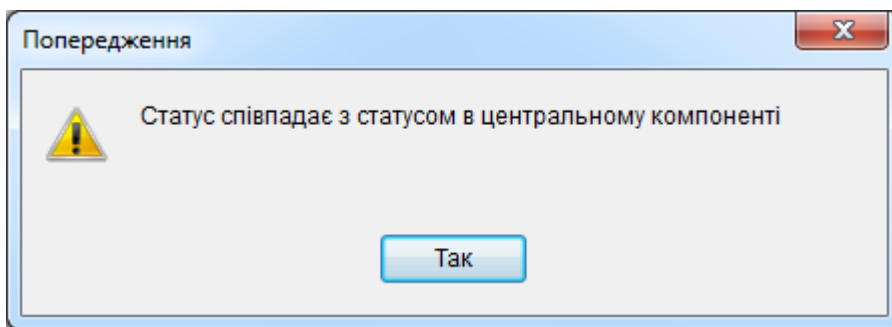 Попередження
Статус співпадає з статусом в центральному компоненті
Так